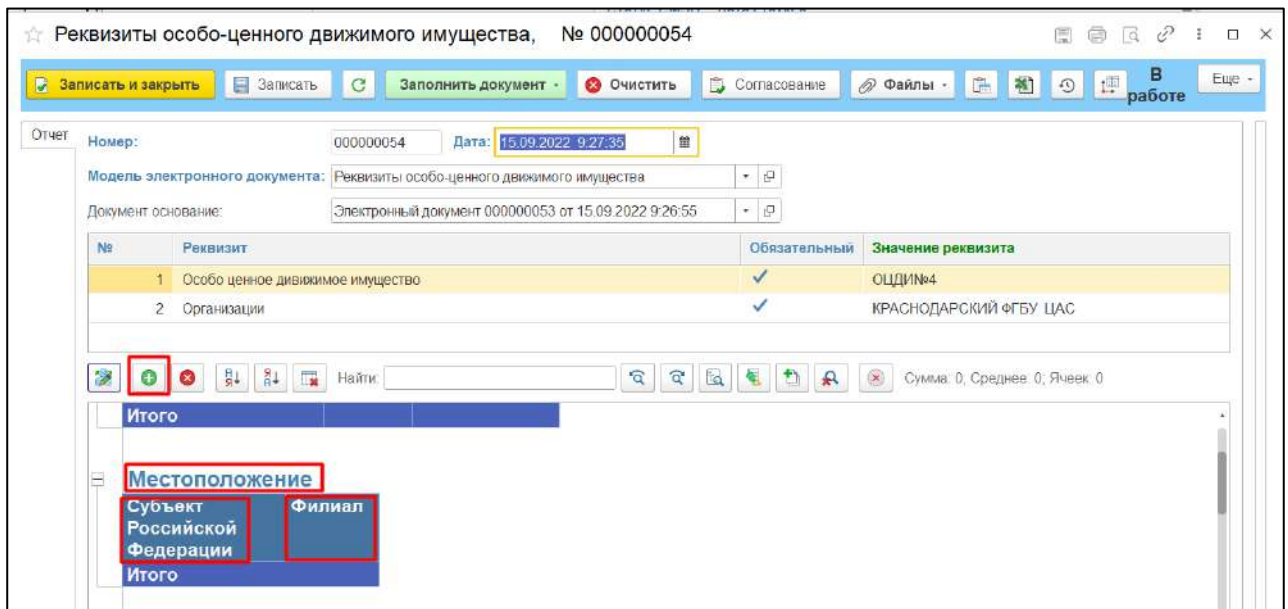 Реквизиты особо-ценного движимого имущества, № 000000054
Записать и закрыть Записать Заполнить документ Очистить Согласование Файлы В работе Еще
Отчет
Номер: 000000054 Дата: 15.09.2022 9:27:35
Модель электронного документа: Реквизиты особо-ценного движимого имущества
Документ основание: Электронный документ 000000053 от 15.09.2022 9:26:55
№ Реквизит Обязательный Значение реквизита
1 Особо ценное дивижимое имущество ОЦДИ№4
2 Организации КРАСНОДАРСКИЙ ФГБУ ЦАС
Найти: Сумма: 0; Среднее: 0; Ячеек: 0
Итого
Местоположение
Субъект Филиал
Российской
Федерации
Итого